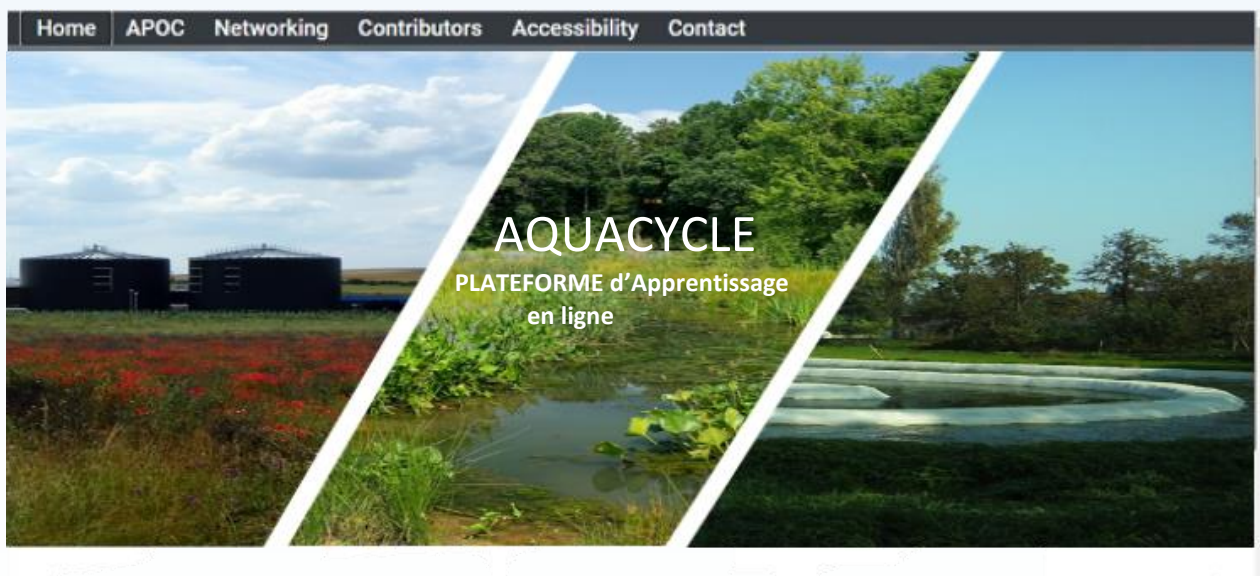 Home APOC Networking Contributors Accessibility Contact
AQUACYCLE
PLATEFORME d’Apprentissage
en ligne